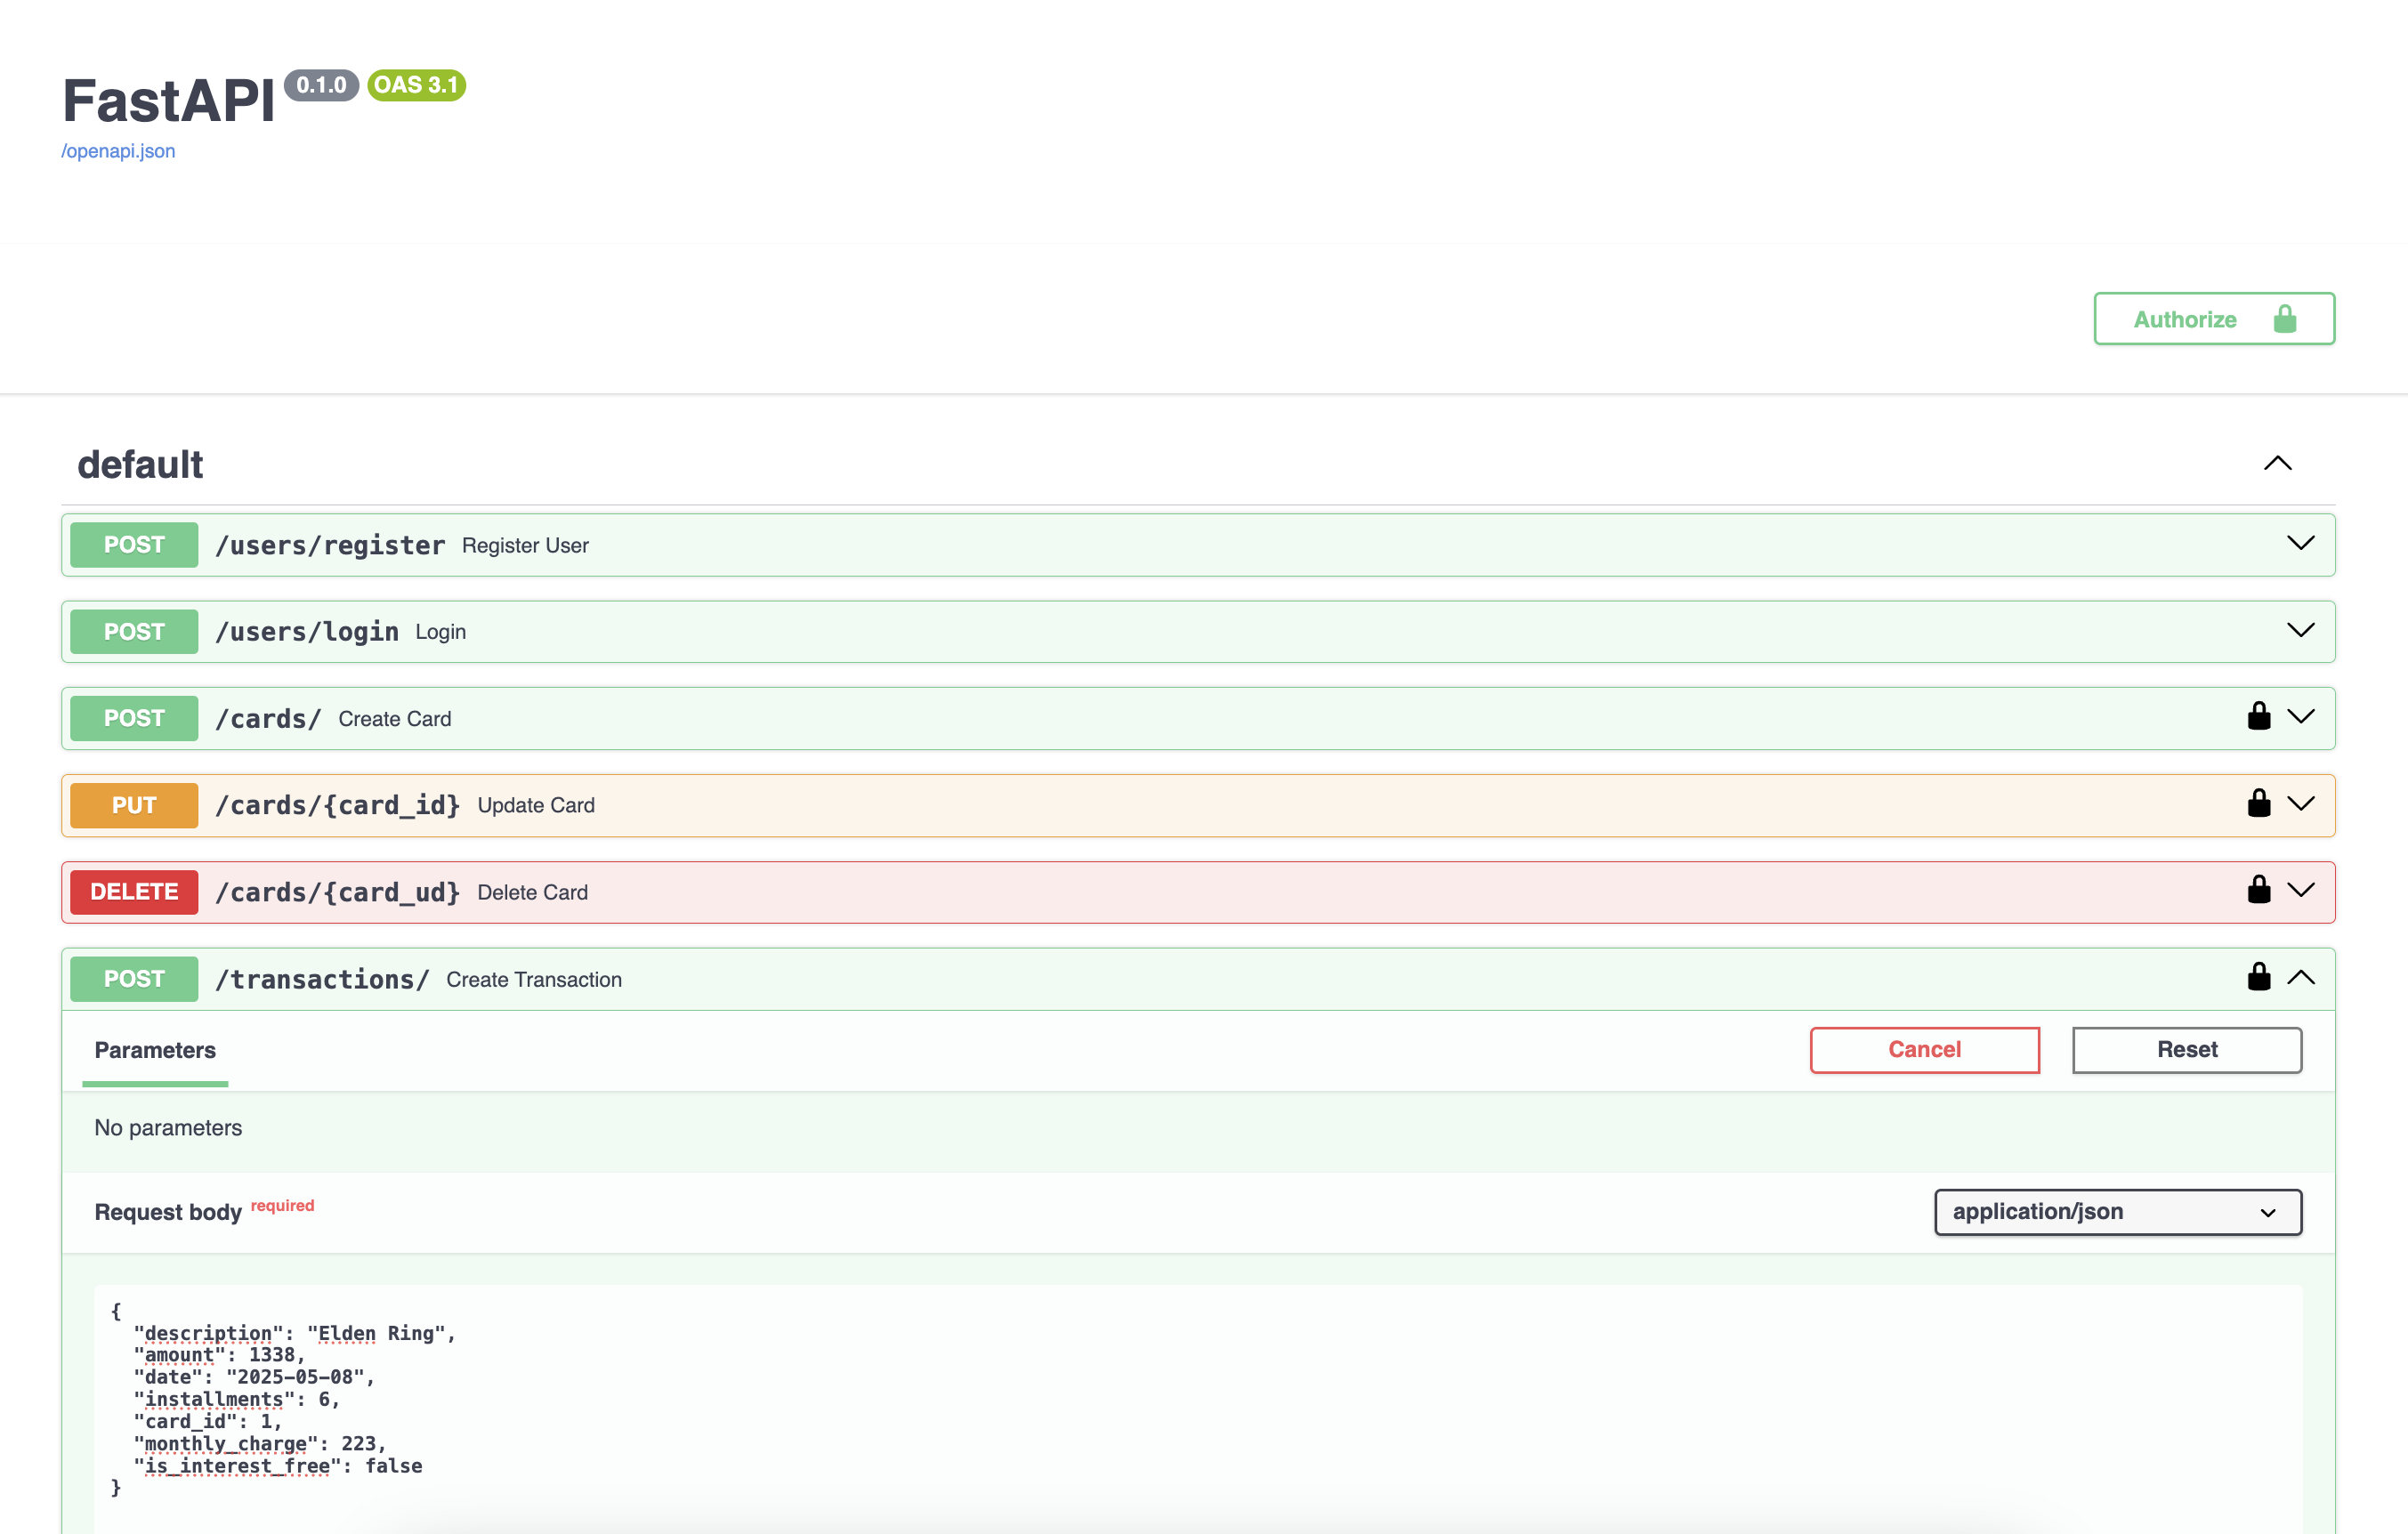 FastAPI 0.1.0 OAS 3.1
/openapi.json
Authorize
default
POST /users/register Register User
POST /users/login Login
POST /cards/ Create Card
PUT /cards/{card_id} Update Card
DELETE /cards/{card_ud} Delete Card
POST /transactions/ Create Transaction
Parameters Cancel Reset
No parameters
Request body required application/json
{
  "description": "Elden Ring",
  "amount": 1338,
  "date": "2025-05-08",
  "installments": 6,
  "card_id": 1,
  "monthly_charge": 223,
  "is_interest_free": false
}